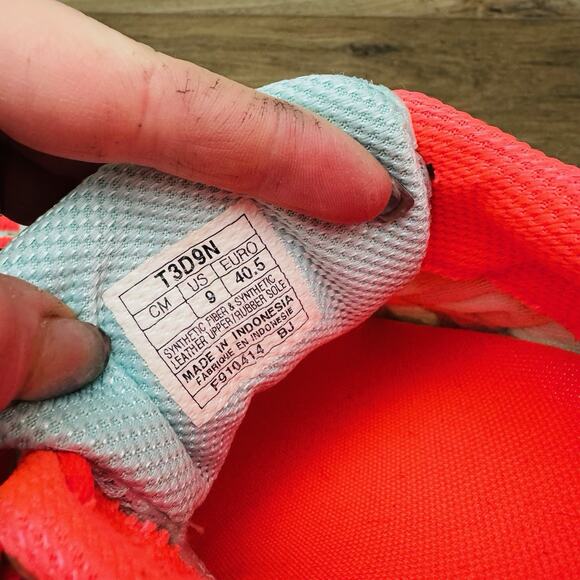 T3D9N
CM US EURO
9 40.5
SYNTHETIC FIBER & SYNTHETIC
LEATHER UPPER/RUBBER SOLE
MADE IN INDONESIA
FABRIQUE EN INDONESIE
F910414 BJ